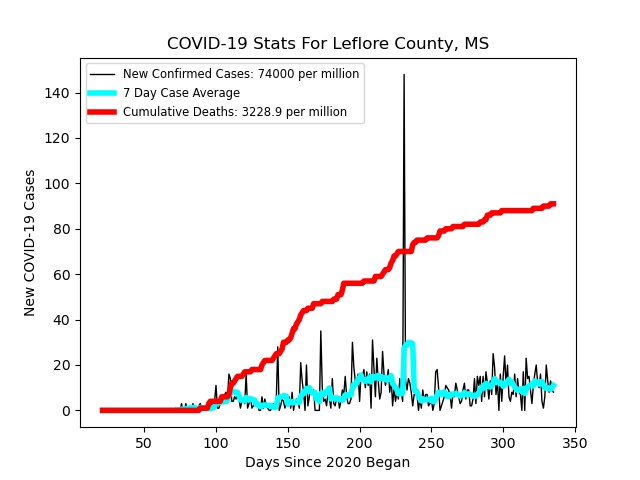 COVID-19 Stats For Leflore County, MS
New Confirmed Cases: 74000 per million
7 Day Case Average
Cumulative Deaths: 3228.9 per million
New COVID-19 Cases
140
120
100
80
60
40
20
0
50 100 150 200 250 300 350
Days Since 2020 Began